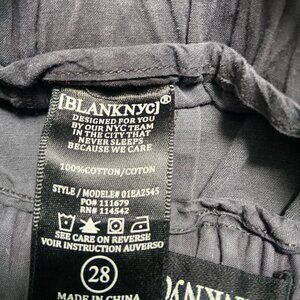 [BLANKNYC]®
DESIGNED FOR YOU
BY OUR NYC TEAM
IN THE CITY THAT
NEVER SLEEPS
BECAUSE WE CARE
100%COTTON/COTON
STYLE / MODELE# 01EA2545
PO# 111679
RN# 114542
SEE CARE ON REVERSE
VOIR INSTRUCTION AUVERSO
28
MADE IN CHINA